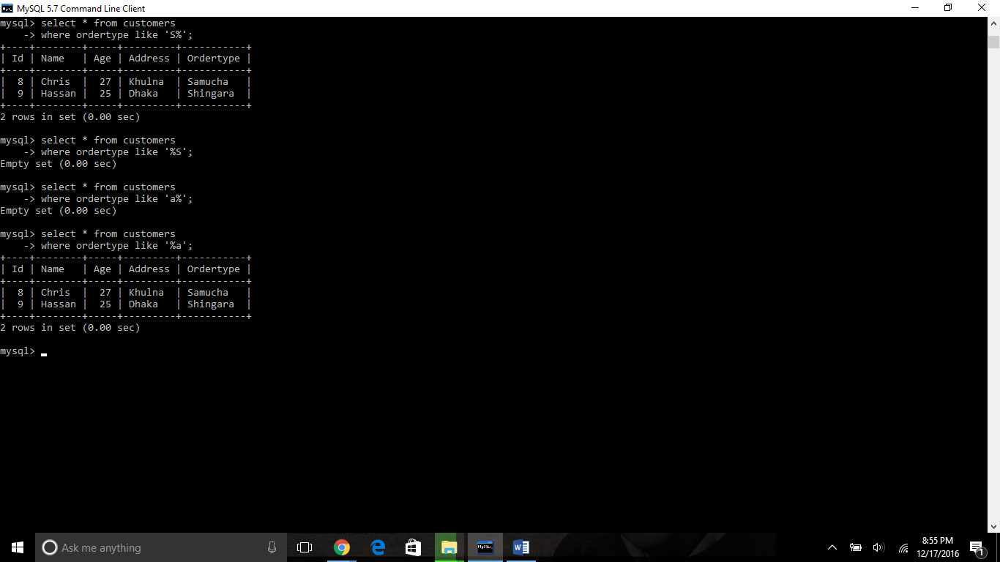 MySQL 5.7 Command Line Client
mysql> select * from customers
    -> where ordertype like 'S%';
+----+--------+-----+---------+-----------+
| Id | Name   | Age | Address | Ordertype |
+----+--------+-----+---------+-----------+
|  8 | Chris  |  27 | Khulna  | Samucha   |
|  9 | Hassan |  25 | Dhaka   | Shingara  |
+----+--------+-----+---------+-----------+
2 rows in set (0.00 sec)
mysql> select * from customers
    -> where ordertype like '%S';
Empty set (0.00 sec)
mysql> select * from customers
    -> where ordertype like 'a%';
Empty set (0.00 sec)
mysql> select * from customers
    -> where ordertype like '%a';
+----+--------+-----+---------+-----------+
| Id | Name   | Age | Address | Ordertype |
+----+--------+-----+---------+-----------+
|  8 | Chris  |  27 | Khulna  | Samucha   |
|  9 | Hassan |  25 | Dhaka   | Shingara  |
+----+--------+-----+---------+-----------+
2 rows in set (0.00 sec)
mysql>
Ask me anything
8:55 PM
12/17/2016
1